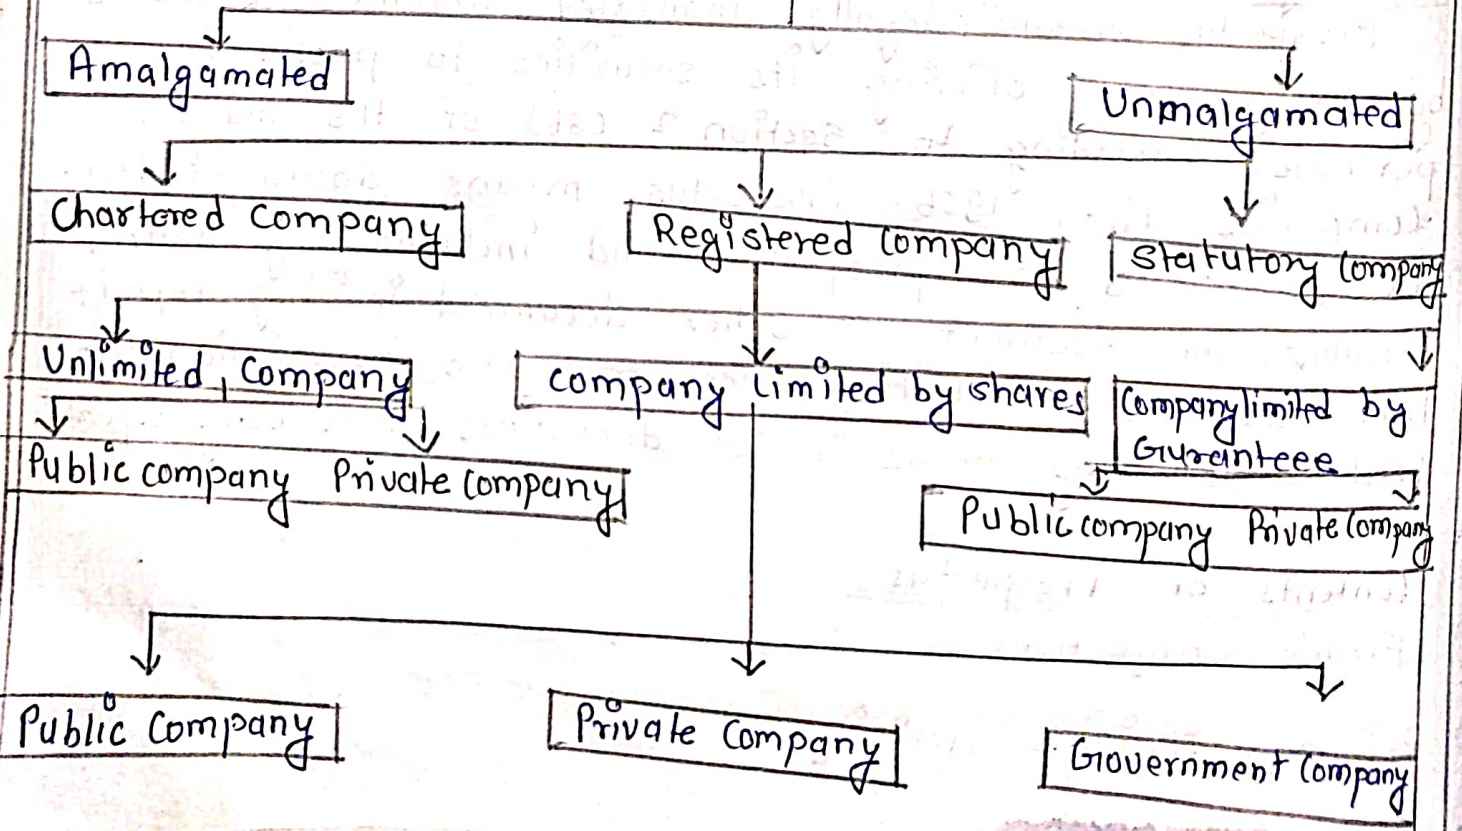 Amalgamated
Unmalgamated
Chartered Company
Registered Company
Statutory Company
Unlimited, Company
Company Limited by shares
Company limited by
Guranteee
Public company Private Company
Public company Private Company
Public Company
Private Company
Government Company